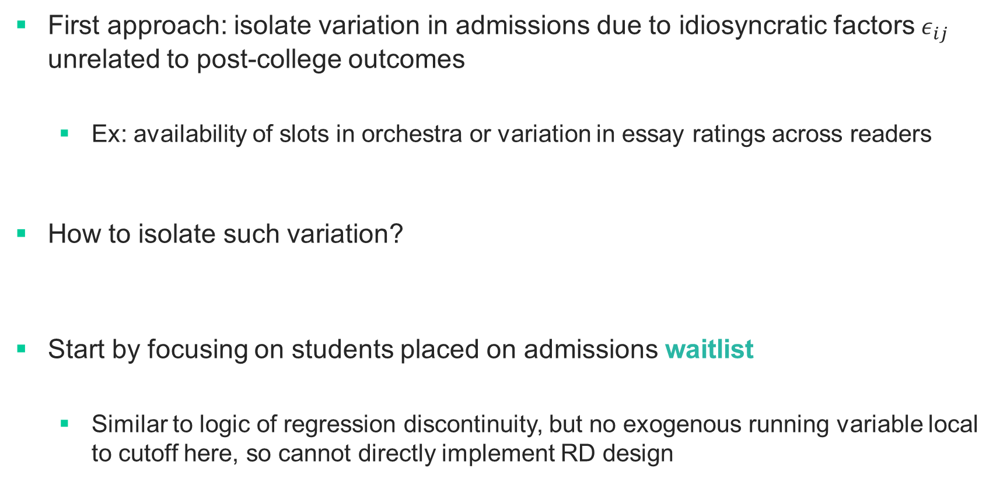 ▪ First approach: isolate variation in admissions due to idiosyncratic factors ϵij
unrelated to post-college outcomes
▪ Ex: availability of slots in orchestra or variation in essay ratings across readers
▪ How to isolate such variation?
▪ Start by focusing on students placed on admissions waitlist
▪ Similar to logic of regression discontinuity, but no exogenous running variable local
to cutoff here, so cannot directly implement RD design